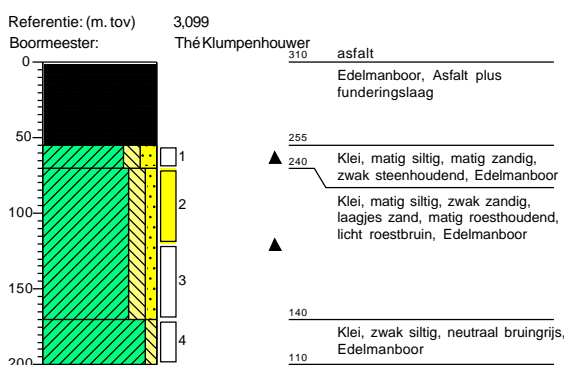 Referentie: (m. tov) 3,099
Boormeester: Thé Klumpenhouwer
0
50
100
150
200
1
2
3
4
310 asfalt
Edelmanboor, Asfalt plus
funderingslaag
255
Klei, matig siltig, matig zandig,
240
zwak steenhoudend, Edelmanboor
Klei, matig siltig, zwak zandig,
laagjes zand, matig roesthoudend,
licht roestbruin, Edelmanboor
140
Klei, zwak siltig, neutraal bruingrijs,
Edelmanboor
110